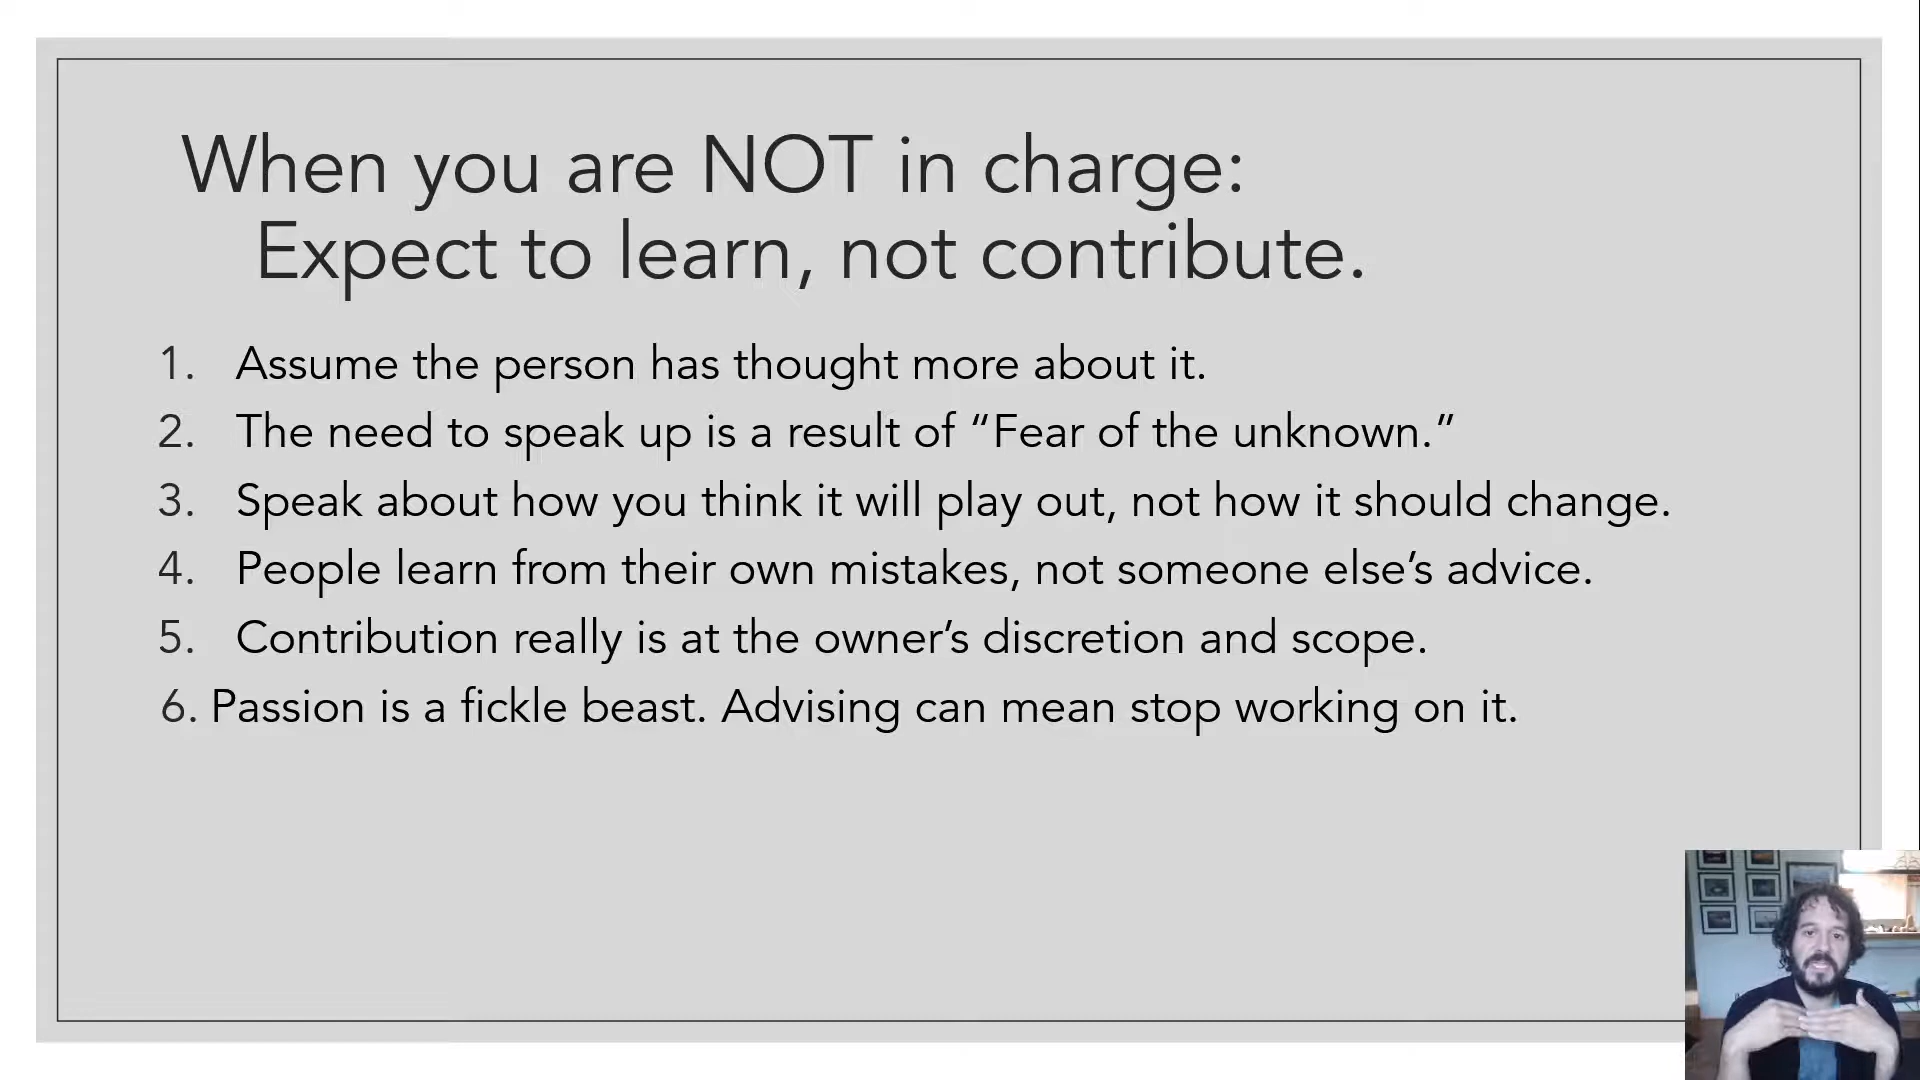 When you are NOT in charge:
Expect to learn, not contribute.
1. Assume the person has thought more about it.
2. The need to speak up is a result of “Fear of the unknown.”
3. Speak about how you think it will play out, not how it should change.
4. People learn from their own mistakes, not someone else’s advice.
5. Contribution really is at the owner’s discretion and scope.
6. Passion is a fickle beast. Advising can mean stop working on it.